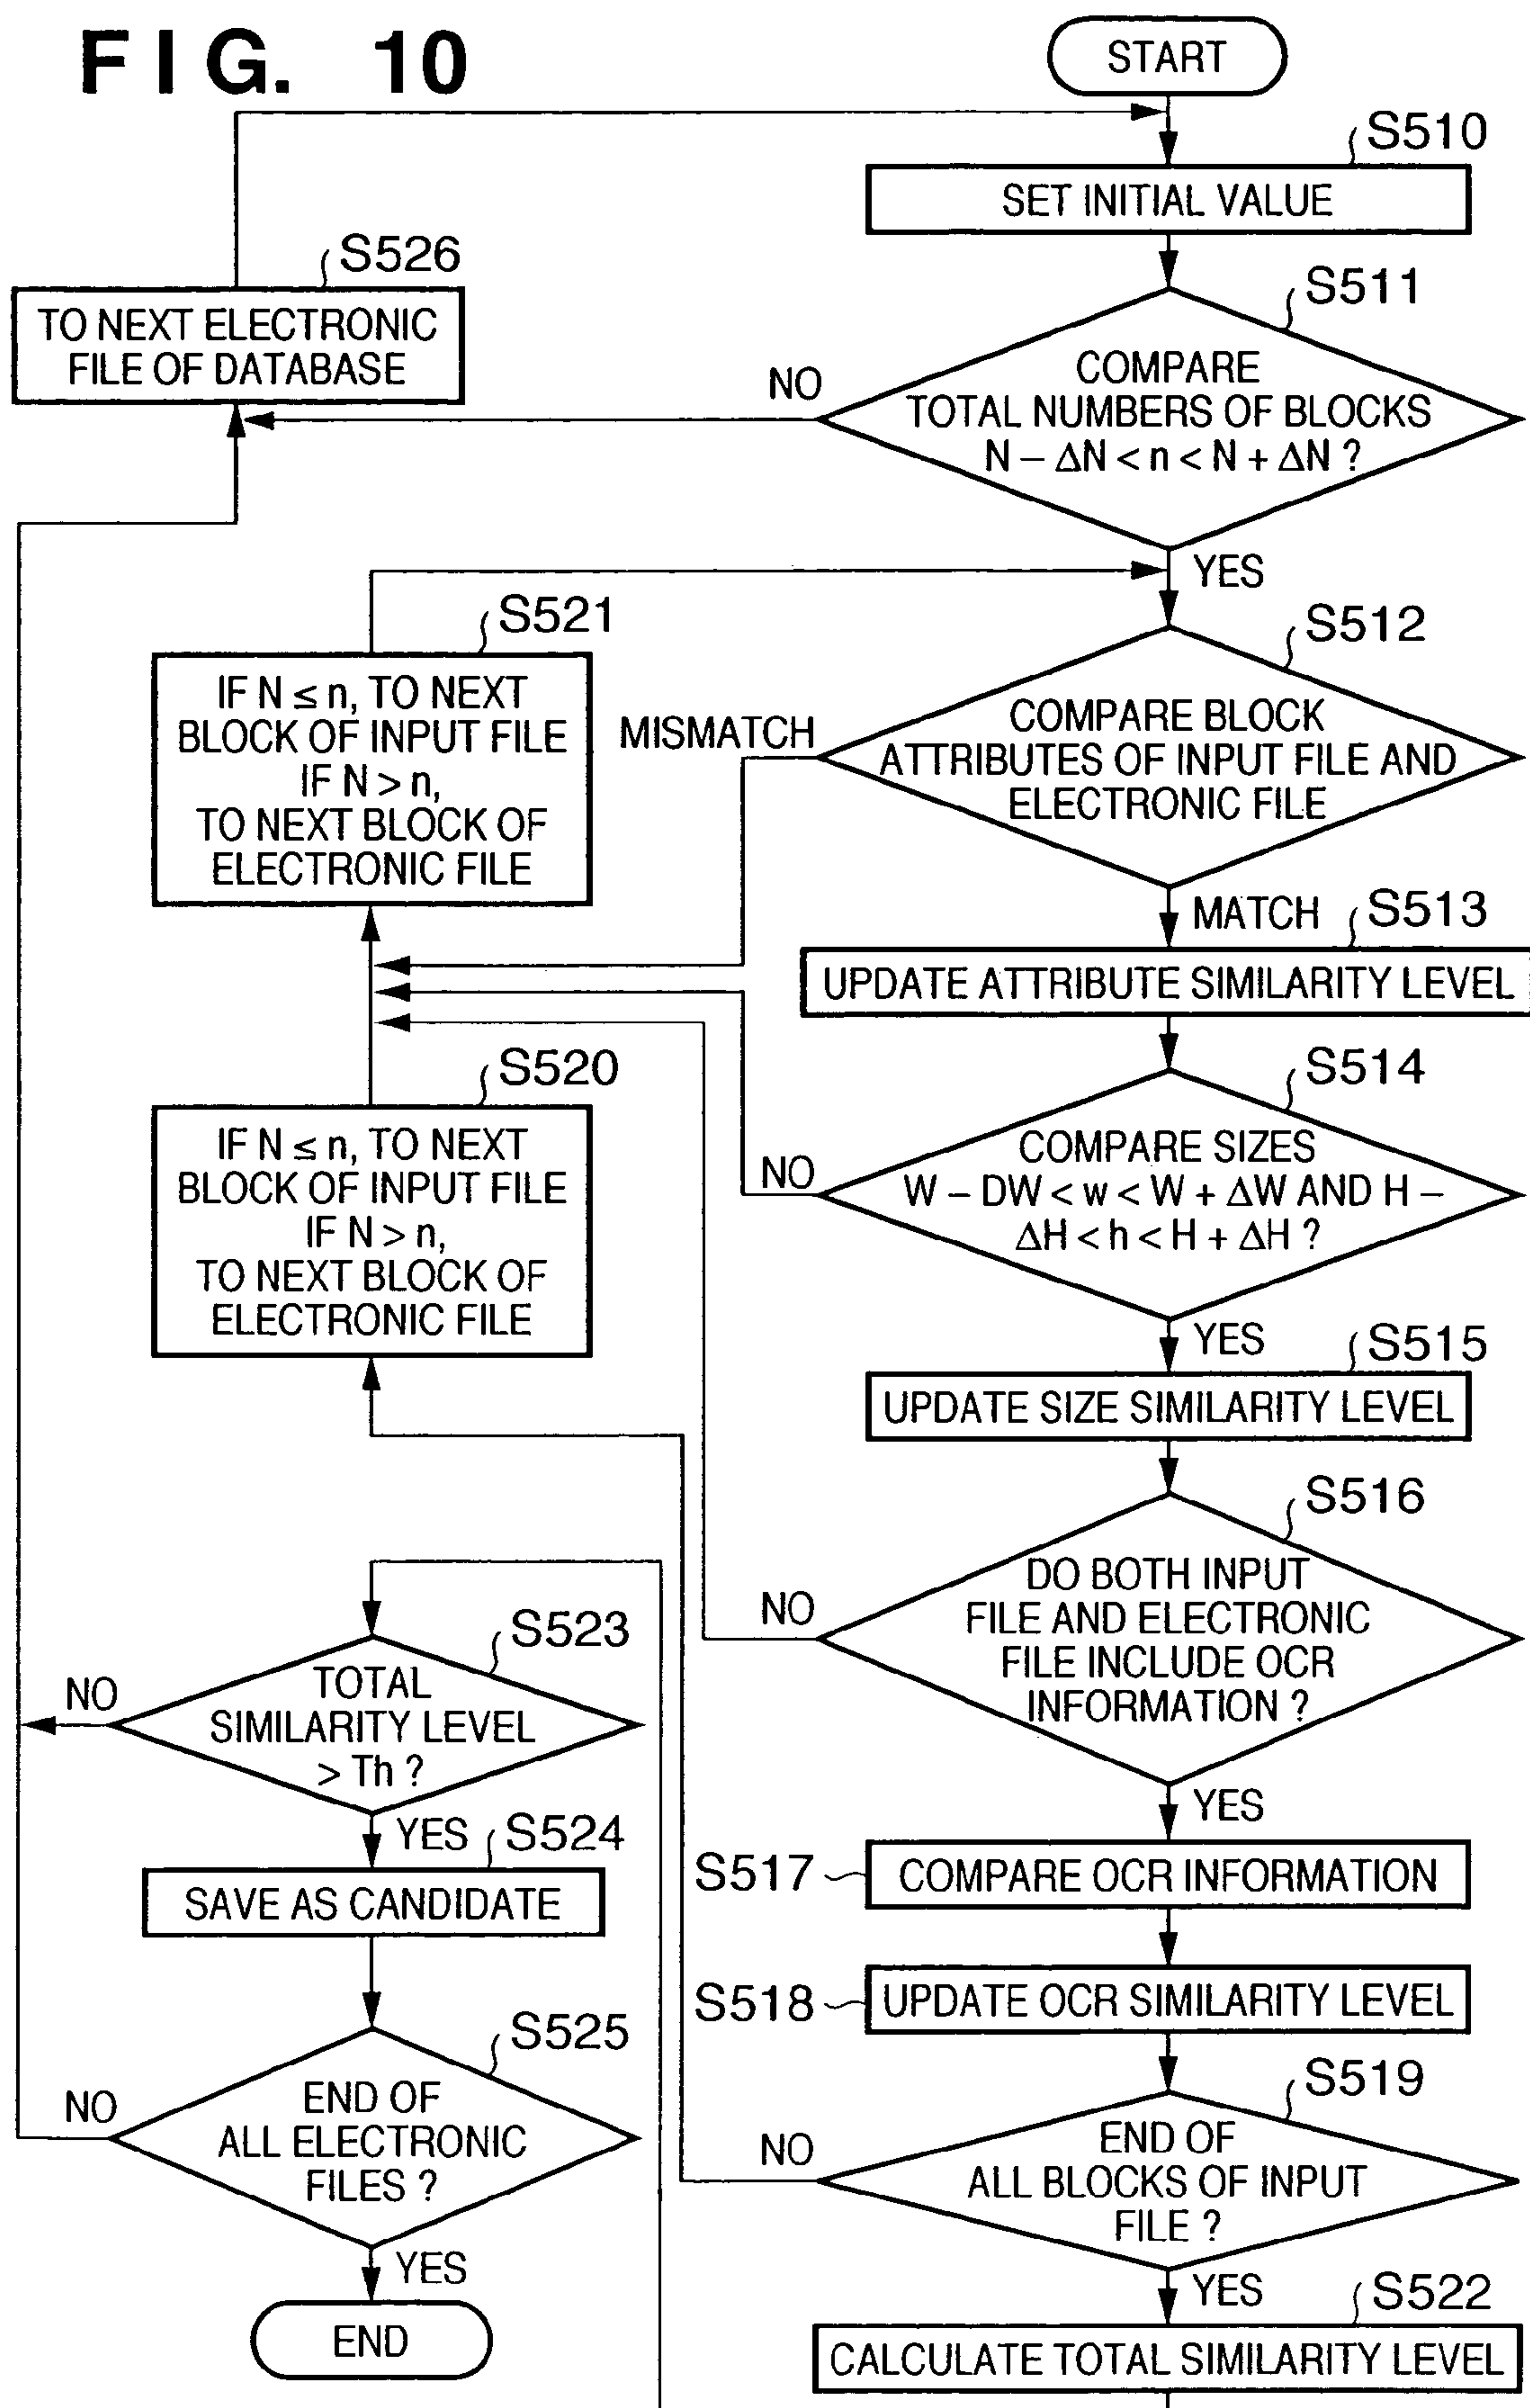 FIG. 10
START
S510
SET INITIAL VALUE
S526
TO NEXT ELECTRONIC
FILE OF DATABASE
S511
COMPARE
TOTAL NUMBERS OF BLOCKS
N – ΔN < n < N + ΔN ?
NO
YES
S521
IF N ≤ n, TO NEXT
BLOCK OF INPUT FILE
IF N > n,
TO NEXT BLOCK OF
ELECTRONIC FILE
S512
COMPARE BLOCK
ATTRIBUTES OF INPUT FILE AND
ELECTRONIC FILE
MISMATCH
MATCH
S513
UPDATE ATTRIBUTE SIMILARITY LEVEL
S520
IF N ≤ n, TO NEXT
BLOCK OF INPUT FILE
IF N > n,
TO NEXT BLOCK OF
ELECTRONIC FILE
S514
COMPARE SIZES
W – DW < w < W + ΔW AND H –
ΔH < h < H + ΔH ?
NO
YES
S515
UPDATE SIZE SIMILARITY LEVEL
S516
DO BOTH INPUT
FILE AND ELECTRONIC
FILE INCLUDE OCR
INFORMATION ?
NO
YES
S517
COMPARE OCR INFORMATION
S518
UPDATE OCR SIMILARITY LEVEL
S519
END OF
ALL BLOCKS OF INPUT
FILE ?
NO
YES
S522
CALCULATE TOTAL SIMILARITY LEVEL
S523
TOTAL
SIMILARITY LEVEL
> Th ?
NO
YES
S524
SAVE AS CANDIDATE
S525
END OF
ALL ELECTRONIC
FILES ?
NO
YES
END